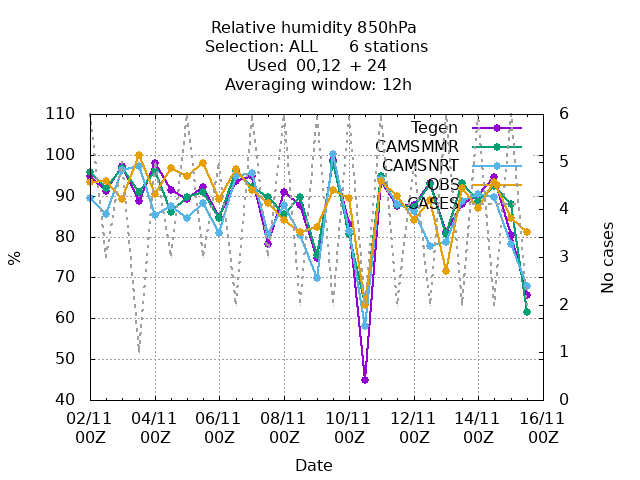 Relative humidity 850hPa
Selection: ALL 6 stations
Used 00,12 + 24
Averaging window: 12h
110
100
90
80
70
60
50
40
%
6
5
4
3
2
1
0
No cases
Tegen
CAMSMMR
CAMSNRT
OBS
CASES
02/11 04/11 06/11 08/11 10/11 12/11 14/11 16/11
00Z 00Z 00Z 00Z 00Z 00Z 00Z 00Z
Date